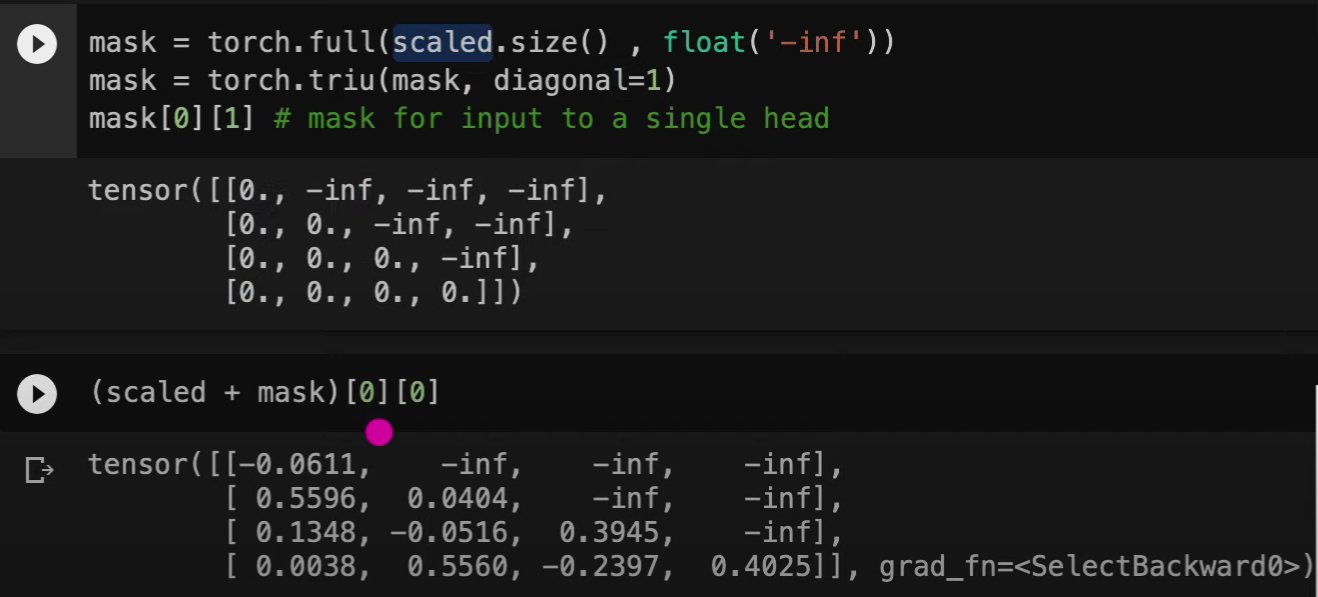 mask = torch.full(scaled.size() , float('-inf'))
mask = torch.triu(mask, diagonal=1)
mask[0][1] # mask for input to a single head
tensor([[0., -inf, -inf, -inf],
[0., 0., -inf, -inf],
[0., 0., 0., -inf],
[0., 0., 0., 0.]])
(scaled + mask)[0][0]
tensor([[-0.0611, -inf, -inf, -inf],
[ 0.5596, 0.0404, -inf, -inf],
[ 0.1348, -0.0516, 0.3945, -inf],
[ 0.0038, 0.5560, -0.2397, 0.4025]], grad_fn=<SelectBackward0>)